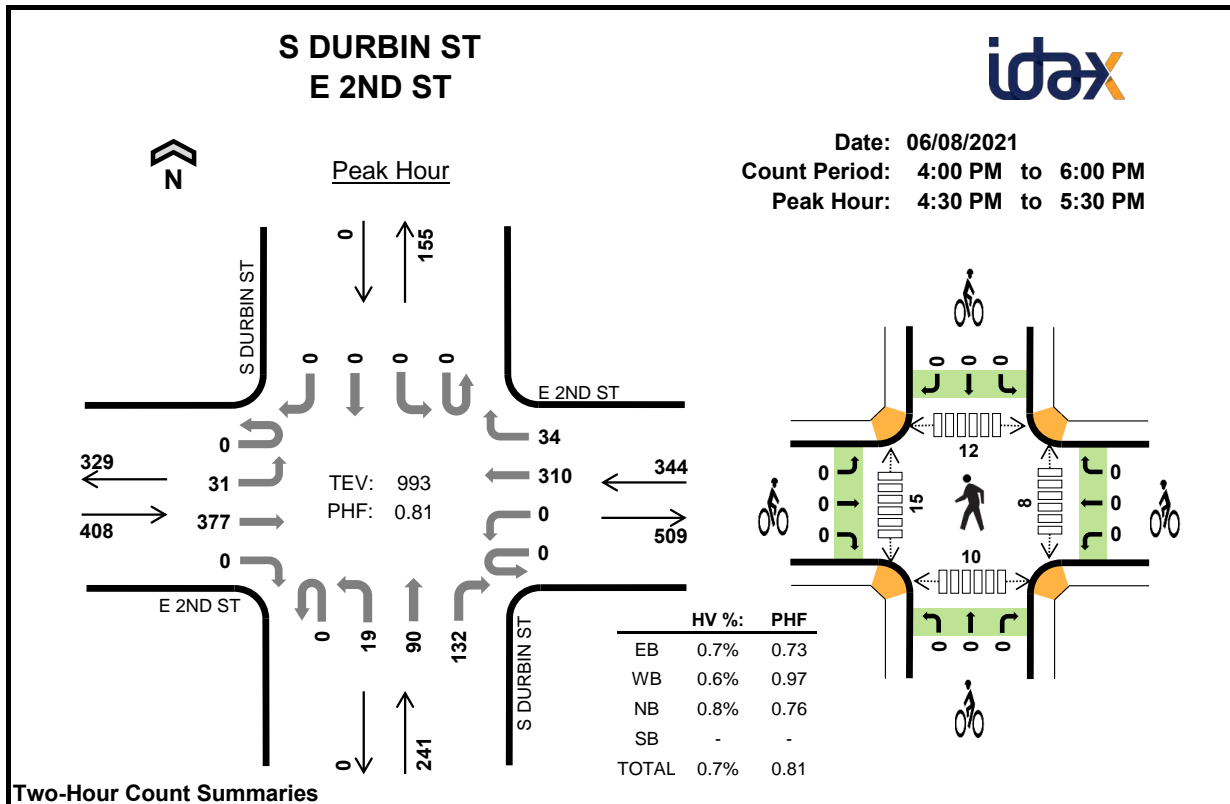 S DURBIN ST
E 2ND ST
idax
Date: 06/08/2021
Count Period: 4:00 PM to 6:00 PM
Peak Hour: 4:30 PM to 5:30 PM
N
Peak Hour
0
155
S DURBIN ST
0 0 0 0
E 2ND ST
0
34
329
31
TEV: 993
310
344
408
377
PHF: 0.81
0
509
0
0
E 2ND ST
0 19 90 132
S DURBIN ST
0
241
HV %: PHF
EB 0.7% 0.73
WB 0.6% 0.97
NB 0.8% 0.76
SB - -
TOTAL 0.7% 0.81
0 0 0
12
0
0
0
15
8
0
0
0
10
0 0 0
Two-Hour Count Summaries